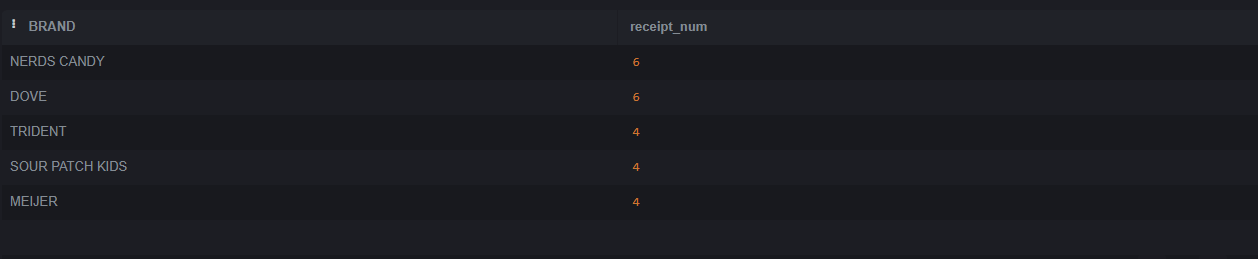 BRAND receipt_num
NERDS CANDY 6
DOVE 6
TRIDENT 4
SOUR PATCH KIDS 4
MEIJER 4